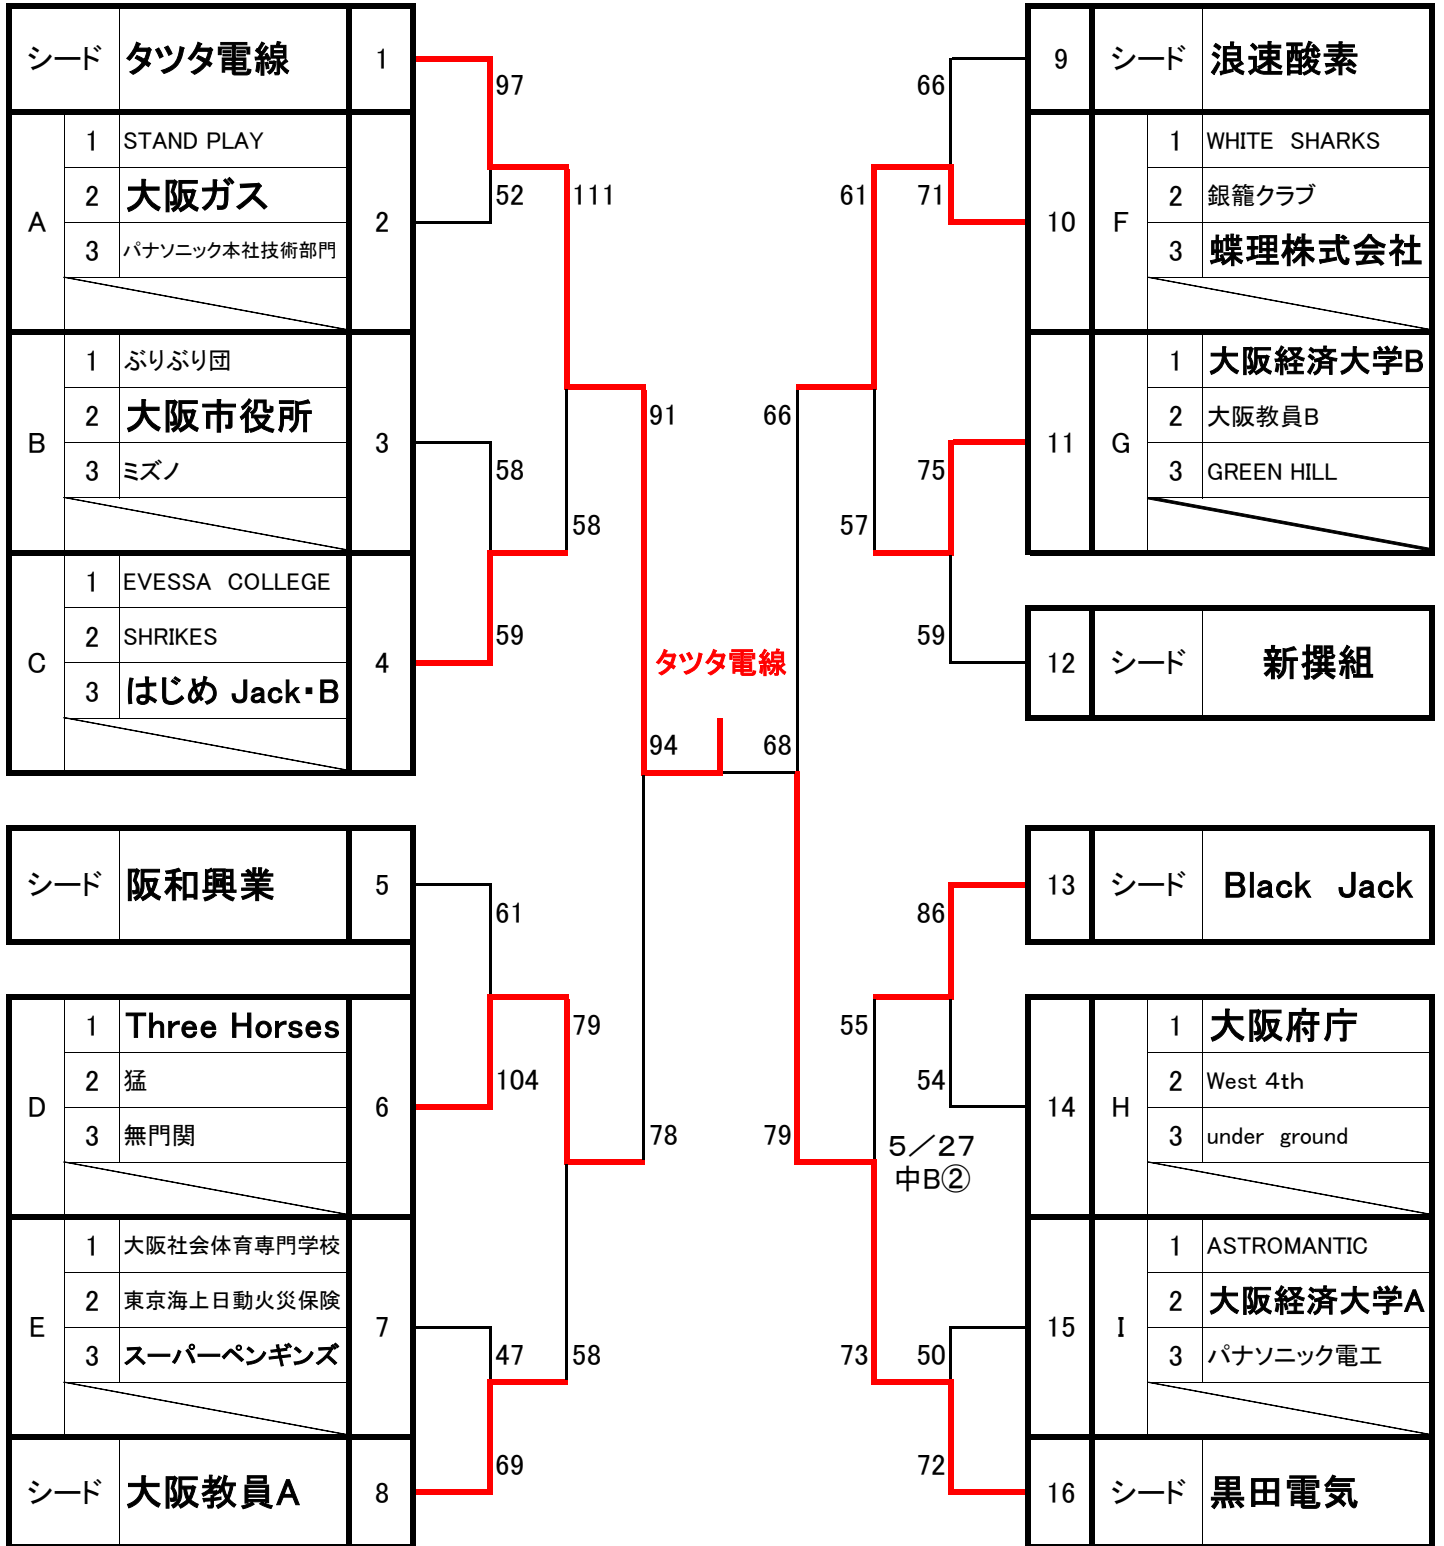 シード タツタ電線 1
A
1 STAND PLAY
2 大阪ガス
3 パナソニック本社技術部門
2
B
1 ぶりぶり団
2 大阪市役所
3 ミズノ
3
C
1 EVESSA COLLEGE
2 SHRIKES
3 はじめ Jack・B
4
シード 阪和興業 5
D
1 Three Horses
2 猛
3 無門関
6
E
1 大阪社会体育専門学校
2 東京海上日動火災保険
3 スーパーペンギンズ
7
シード 大阪教員A 8
97
52
111
58
58
59
91
94
61
79
104
78
47
58
69
タツタ電線
66
61
71
66
75
57
59
68
86
55
54
79
5/27
中B②
73
50
72
9 シード 浪速酸素
10
F
1 WHITE SHARKS
2 銀籠クラブ
3 蝶理株式会社
11
G
1 大阪経済大学B
2 大阪教員B
3 GREEN HILL
12 シード 新撰組
13 シード Black Jack
14
H
1 大阪府庁
2 West 4th
3 under ground
15
I
1 ASTROMANTIC
2 大阪経済大学A
3 パナソニック電工
16 シード 黒田電気